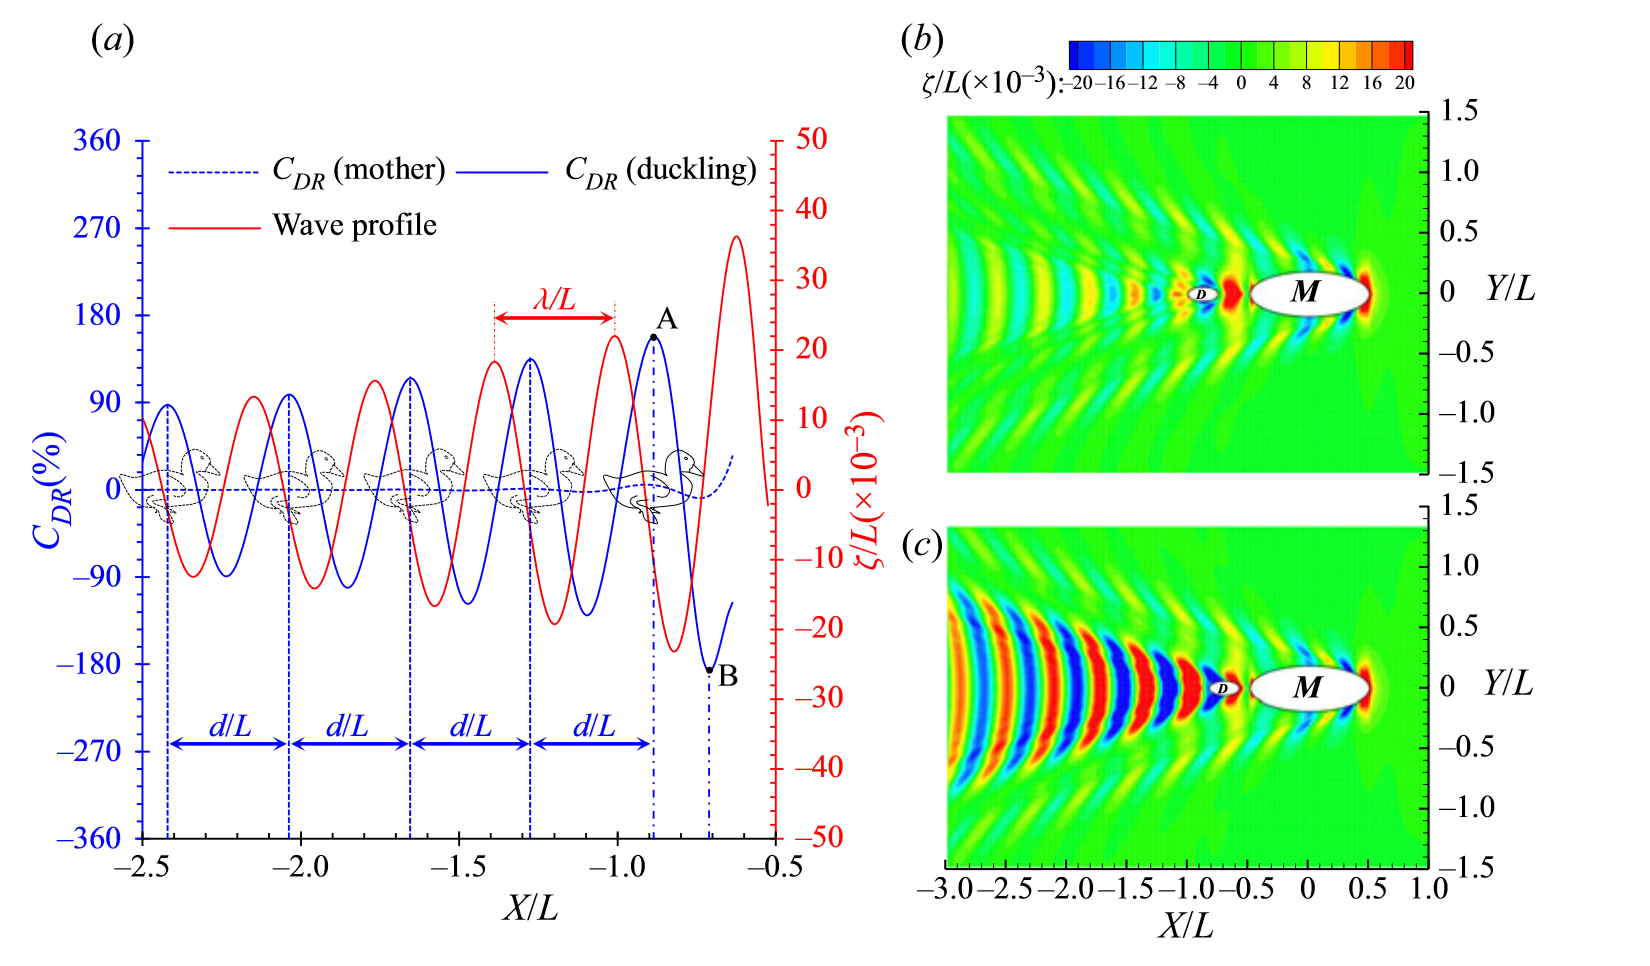 (a)
360
270
180
90
0
–90
–180
–270
–360
C_DR(%)
C_DR (mother)
C_DR (duckling)
Wave profile
λ/L
A
B
d/L
d/L
d/L
d/L
50
40
30
20
10
0
–10
–20
–30
–40
–50
ζ/L(×10⁻³)
–2.5
–2.0
–1.5
–1.0
–0.5
X/L
(b)
ζ/L(×10⁻³):
–20 –16 –12 –8 –4 0 4 8 12 16 20
D
M
1.5
1.0
0.5
0
–0.5
–1.0
–1.5
Y/L
(c)
D
M
1.5
1.0
0.5
0
–0.5
–1.0
–1.5
Y/L
–3.0 –2.5 –2.0 –1.5 –1.0 –0.5 0 0.5 1.0
X/L